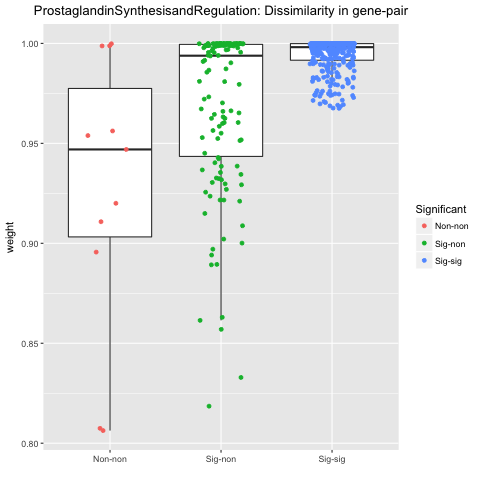 ProstaglandinSynthesisandRegulation: Dissimilarity in gene-pair
1.00
0.95
0.90
0.85
0.80
weight
Non-non
Sig-non
Sig-sig
Significant
Non-non
Sig-non
Sig-sig